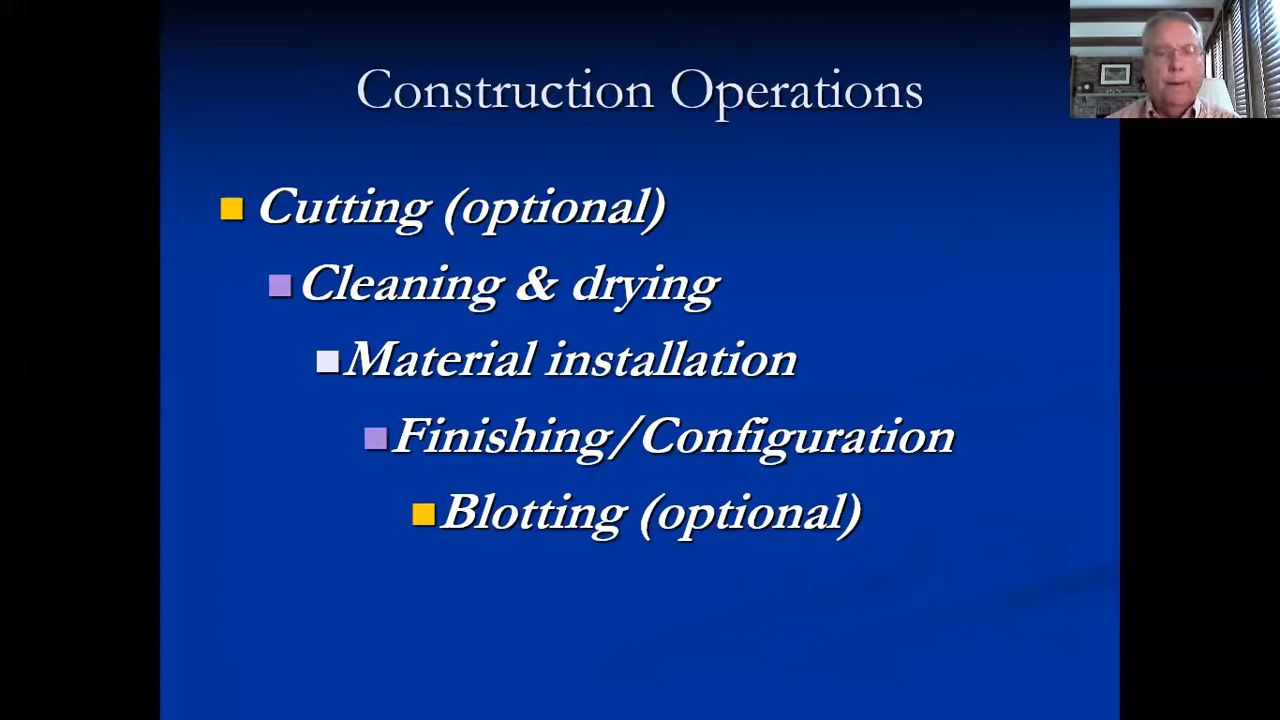 Construction Operations
Cutting (optional)
Cleaning & drying
Material installation
Finishing/Configuration
Blotting (optional)